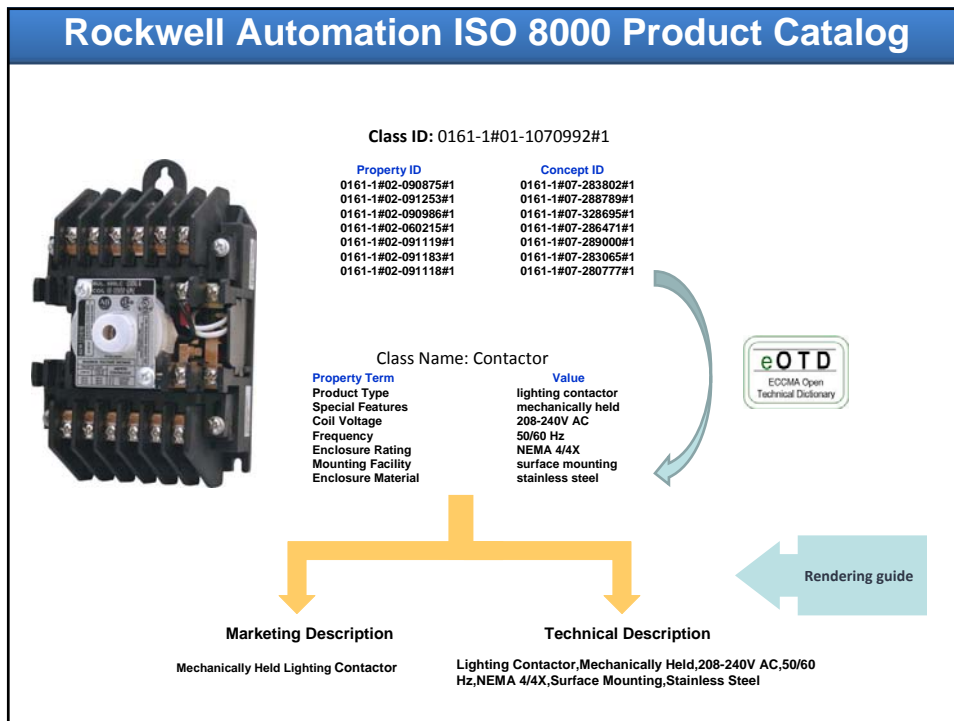 Rockwell Automation ISO 8000 Product Catalog
Class ID: 0161-1#01-1070992#1
Property ID Concept ID
0161-1#02-090875#1 0161-1#07-283802#1
0161-1#02-091253#1 0161-1#07-288789#1
0161-1#02-090986#1 0161-1#07-328695#1
0161-1#02-060215#1 0161-1#07-286471#1
0161-1#02-091119#1 0161-1#07-289000#1
0161-1#02-091183#1 0161-1#07-283065#1
0161-1#02-091118#1 0161-1#07-280777#1
Class Name: Contactor
Property Term Value
Product Type lighting contactor
Special Features mechanically held
Coil Voltage 208-240V AC
Frequency 50/60 Hz
Enclosure Rating NEMA 4/4X
Mounting Facility surface mounting
Enclosure Material stainless steel
eOTD
ECCMA Open
Technical Dictionary
Rendering guide
Marketing Description
Mechanically Held Lighting Contactor
Technical Description
Lighting Contactor,Mechanically Held,208-240V AC,50/60
Hz,NEMA 4/4X,Surface Mounting,Stainless Steel